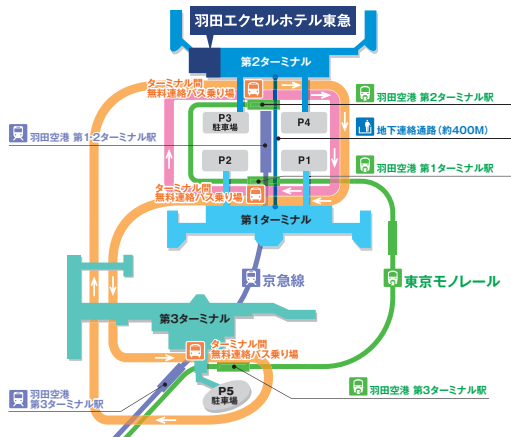 羽田エクセルホテル東急
第2ターミナル
ターミナル間
無料連絡バス乗り場
羽田空港 第2ターミナル駅
P3
駐車場
P4
地下連絡通路(約400M)
羽田空港 第1・2ターミナル駅
P2
P1
羽田空港 第1ターミナル駅
ターミナル間
無料連絡バス乗り場
第1ターミナル
京急線
東京モノレール
第3ターミナル
ターミナル間
無料連絡バス乗り場
P5
駐車場
羽田空港
第3ターミナル駅
羽田空港 第3ターミナル駅